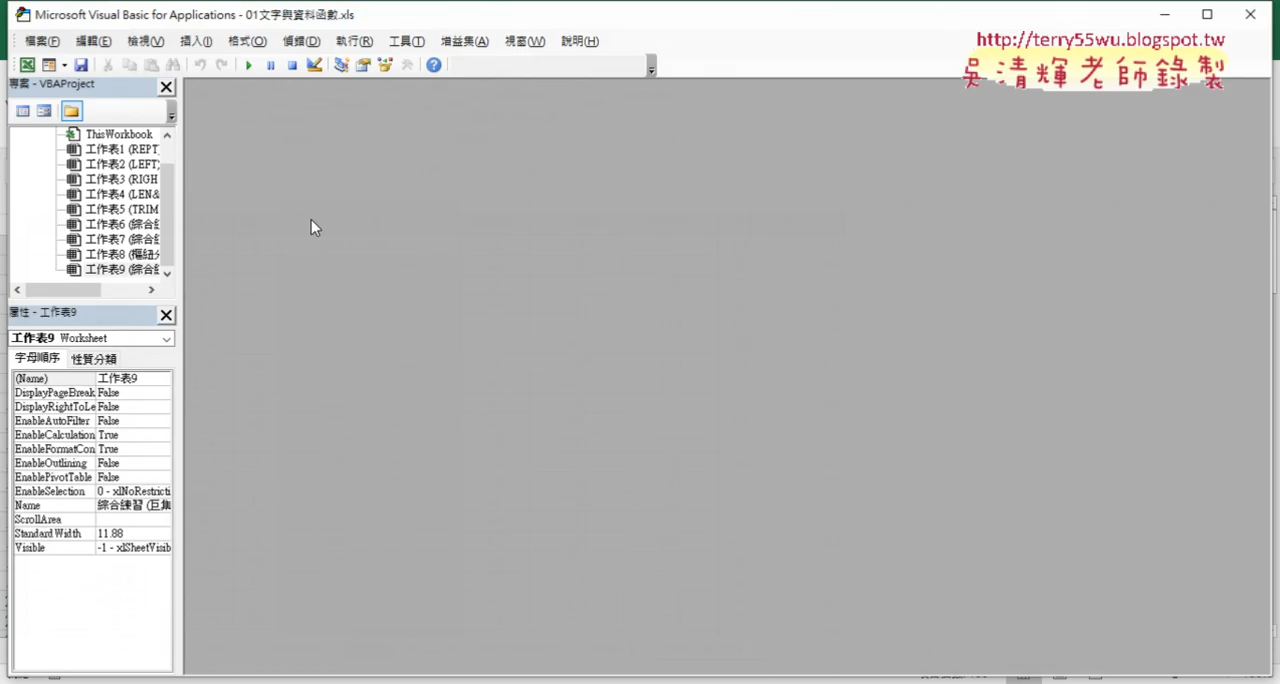 Microsoft Visual Basic for Applications - 01文字與資料函數.xls
檔案(F) 編輯(E) 檢視(V) 插入(I) 格式(O) 偵錯(D) 執行(R) 工具(T) 增益集(A) 視窗(W) 說明(H)
http://terry55wu.blogspot.tw
吳清輝老師錄製
專案 - VBAProject
ThisWorkbook
工作表1 (REPT
工作表2 (LEFT)
工作表3 (RIGH
工作表4 (LEN&
工作表5 (TRIM
工作表6 (綜合
工作表7 (綜合
工作表8 (樞紐
工作表9 (綜合
屬性 - 工作表9
工作表9 Worksheet
字母順序 性質分類
(Name) 工作表9
DisplayPageBreak False
DisplayRightToLe False
EnableAutoFilter False
EnableCalculation True
EnableFormatCon True
EnableOutlining False
EnablePivotTable False
EnableSelection 0 - xlNoRestricti
Name 綜合練習 (巨集
ScrollArea
StandardWidth 11.88
Visible -1 - xlSheetVisib